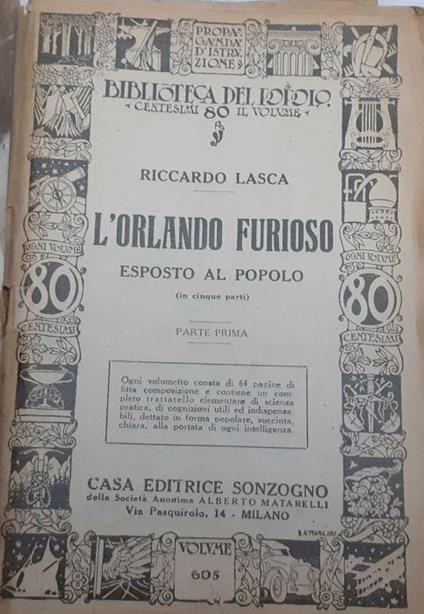 PROPA-
GANDA
D'ISTRV-
ZIONE
BIBLIOTECA DEL POPOLO
CENTESIMI 80 IL VOLVME
RICCARDO LASCA
L'ORLANDO FURIOSO
ESPOSTO AL POPOLO
(in cinque parti)
PARTE PRIMA
OGNI VOLUME
80
CENTESIMI
OGNI VOLUME
80
CENTESIMI
Ogni volumetto consta di 64 pagine di
fitta composizione e contiene un com
pleto trattatello elementare di scienza
pratica, di cognizioni utili ed indispensa
bili, dettato in forma popolare, succinta,
chiara, alla portata di ogni intelligenza.
CASA EDITRICE SONZOGNO
della Società Anonima ALBERTO MATARELLI
Via Pasquirolo, 14 - MILANO
VOLVME
605